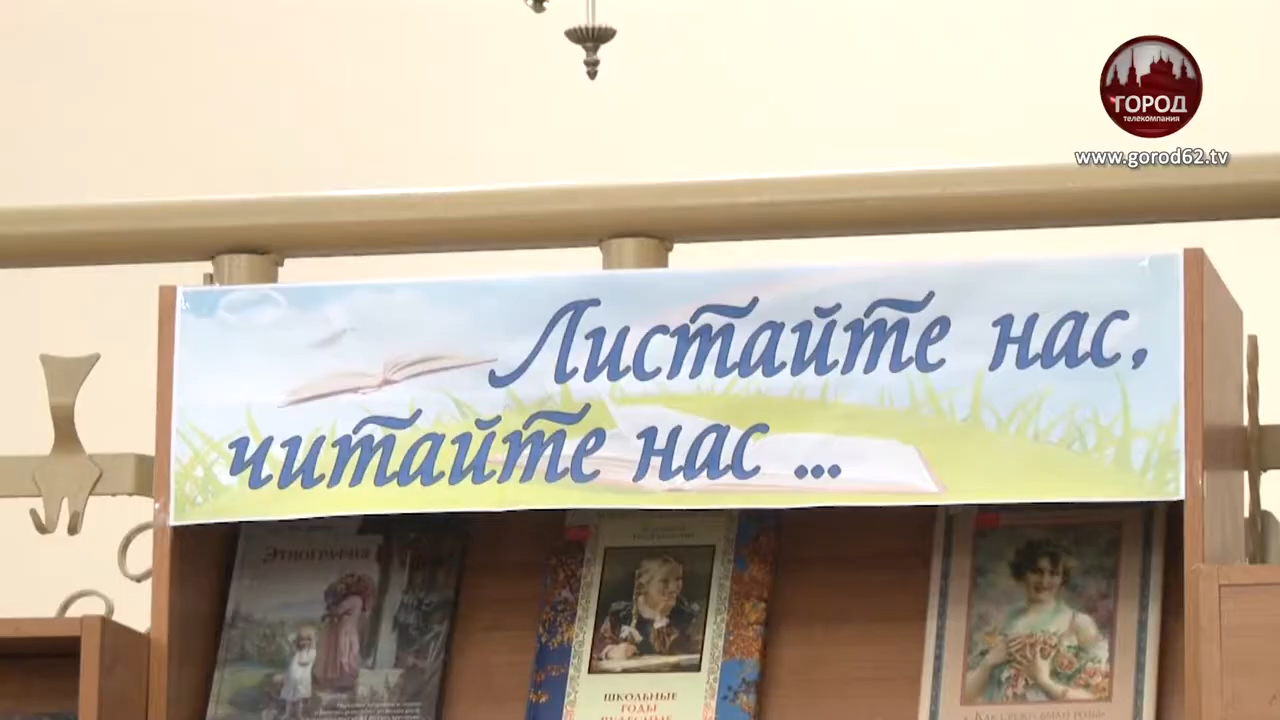 ГОРОД
телекомпания
www.gorod62.tv
Листайте нас,
читайте нас ...
Этнография
ШКОЛЬНЫЕ
ГОДЫ